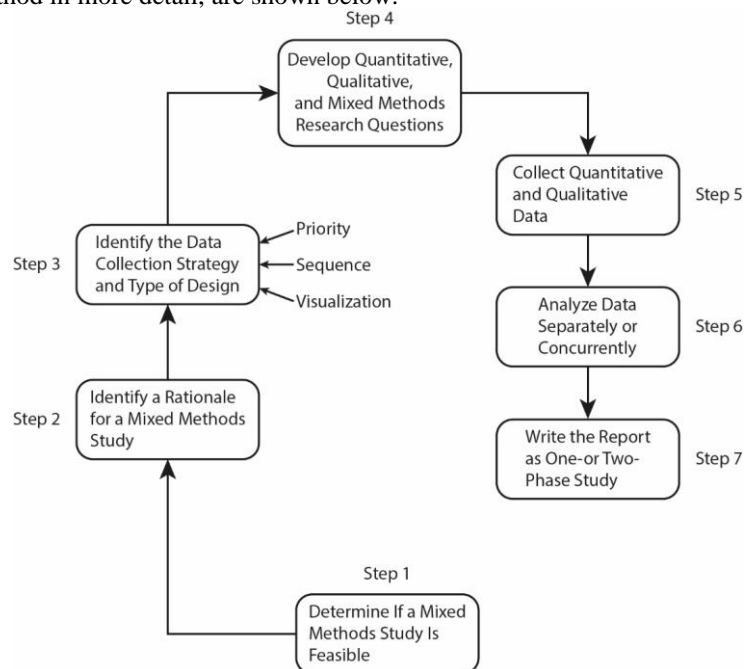 hod in more detail, are shown below.
Step 4
Develop Quantitative,
Qualitative,
and Mixed Methods
Research Questions
Collect Quantitative
and Qualitative
Data
Step 5
Step 3
Identify the Data
Collection Strategy
and Type of Design
Priority
Sequence
Visualization
Analyze Data
Separately or
Concurrently
Step 6
Step 2
Identify a Rationale
for a Mixed Methods
Study
Write the Report
as One-or Two-
Phase Study
Step 7
Step 1
Determine If a Mixed
Methods Study Is
Feasible